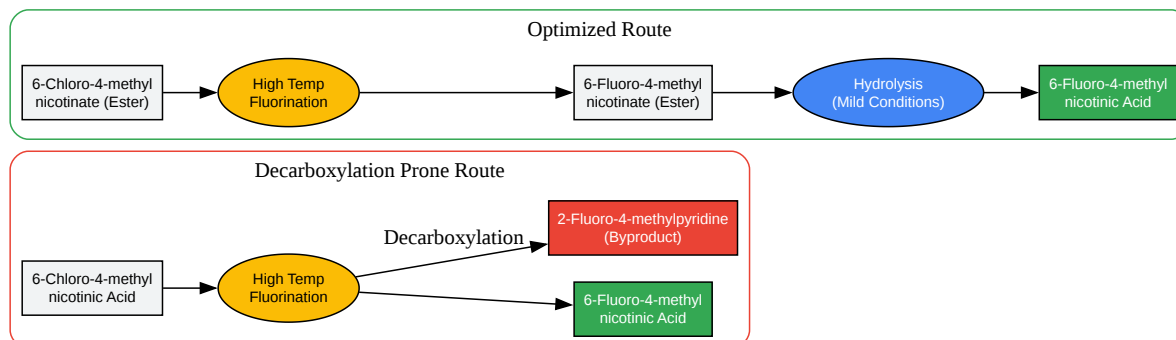 Optimized Route
6-Chloro-4-methyl
nicotinate (Ester)
High Temp
Fluorination
6-Fluoro-4-methyl
nicotinate (Ester)
Hydrolysis
(Mild Conditions)
6-Fluoro-4-methyl
nicotinic Acid
Decarboxylation Prone Route
6-Chloro-4-methyl
nicotinic Acid
High Temp
Fluorination
Decarboxylation
2-Fluoro-4-methylpyridine
(Byproduct)
6-Fluoro-4-methyl
nicotinic Acid